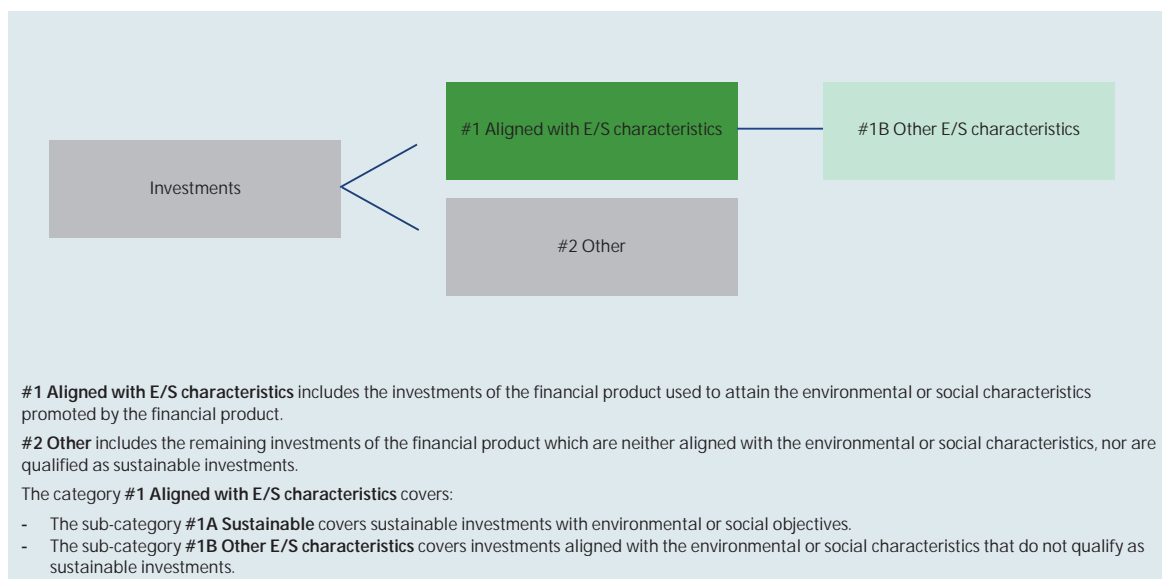 #1 Aligned with E/S characteristics
#1B Other E/S characteristics
Investments
#2 Other
#1 Aligned with E/S characteristics includes the investments of the financial product used to attain the environmental or social characteristics
promoted by the financial product.
#2 Other includes the remaining investments of the financial product which are neither aligned with the environmental or social characteristics, nor are
qualified as sustainable investments.
The category #1 Aligned with E/S characteristics covers:
- The sub-category #1A Sustainable covers sustainable investments with environmental or social objectives.
- The sub-category #1B Other E/S characteristics covers investments aligned with the environmental or social characteristics that do not qualify as
sustainable investments.